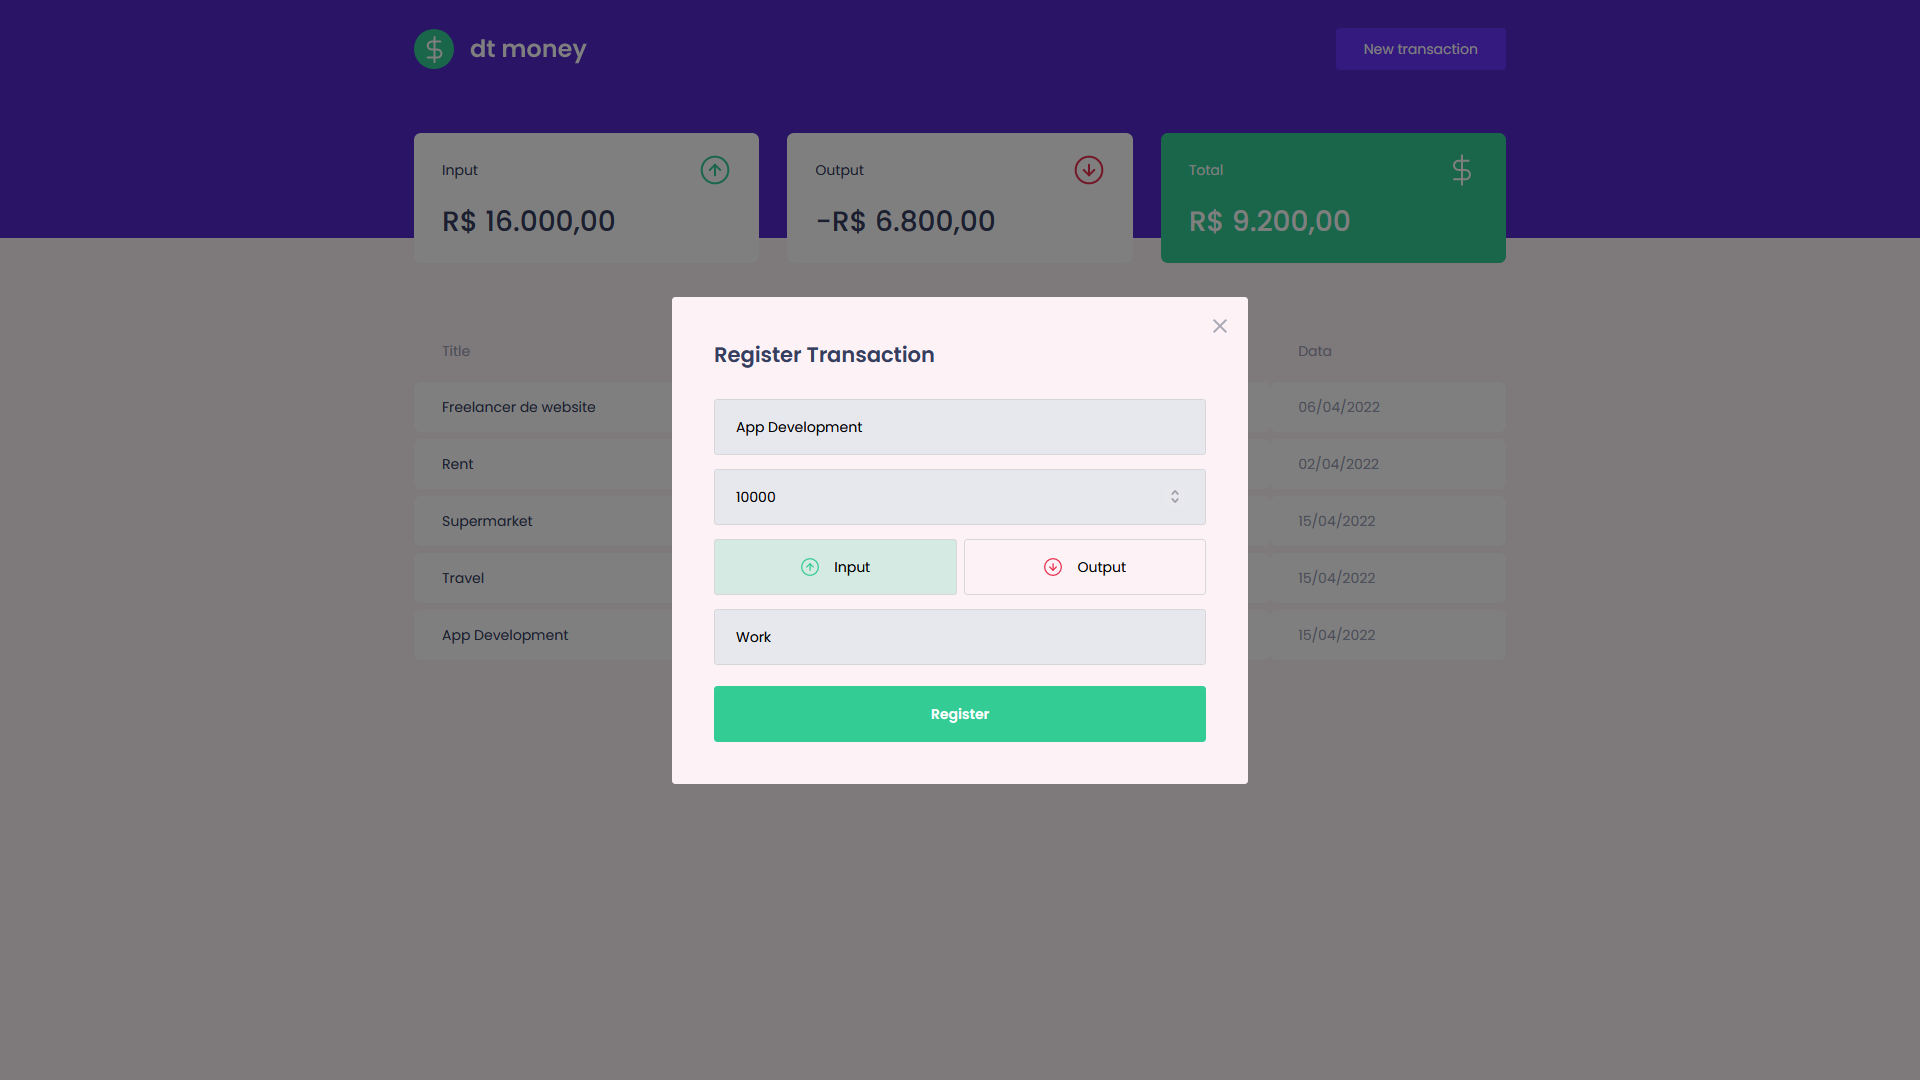 dt money
New transaction
Input
R$ 16.000,00
Output
-R$ 6.800,00
Total
R$ 9.200,00
Title
Data
Freelancer de website
06/04/2022
Rent
02/04/2022
Supermarket
15/04/2022
Travel
15/04/2022
App Development
15/04/2022
Register Transaction
App Development
10000
Input
Output
Work
Register